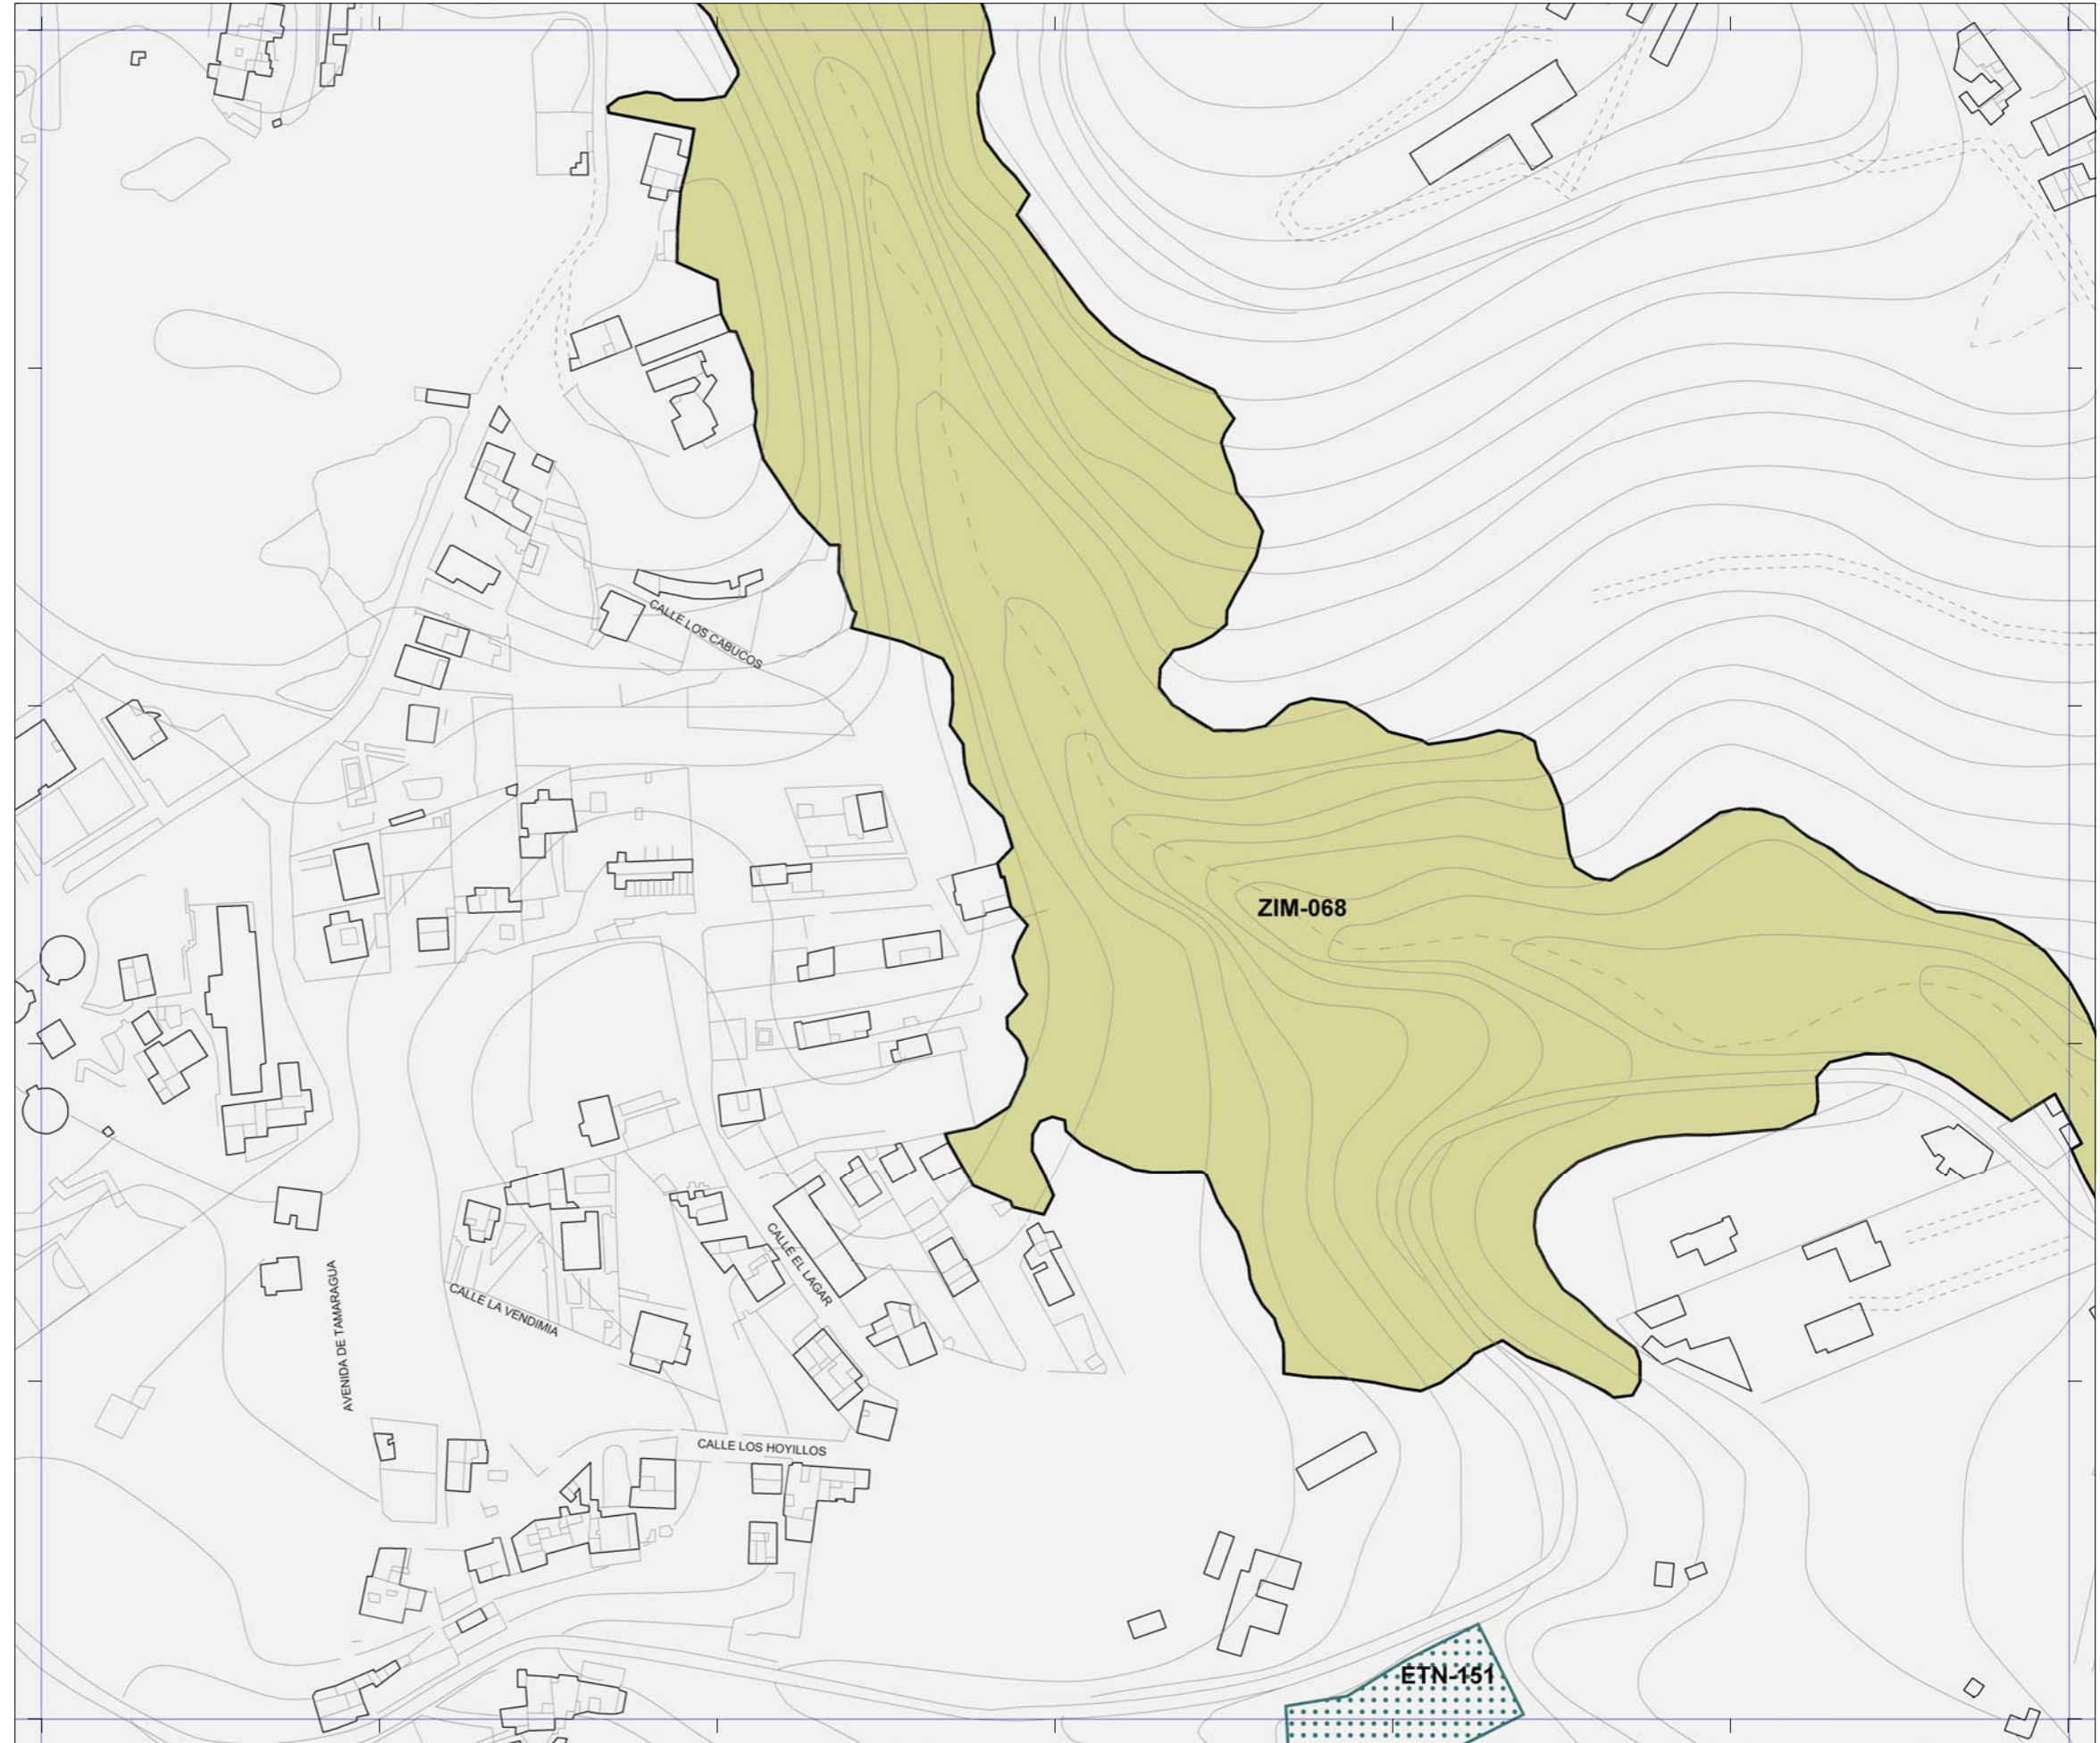 CALLE LOS CABUCOS
ZIM-068
CALLE EL LAGAR
CALLE LA VENDIMIA
AVENIDA DE TAMARAGUA
CALLE LOS HOYILLOS
ETN-151